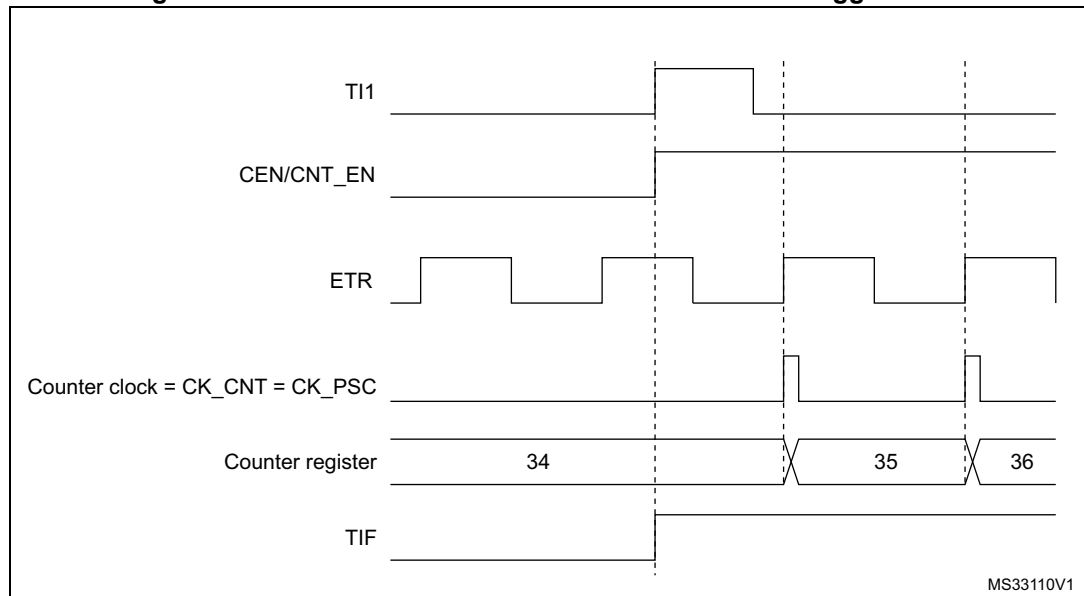 TI1
CEN/CNT_EN
ETR
Counter clock = CK_CNT = CK_PSC
Counter register 34 35 36
TIF
MS33110V1